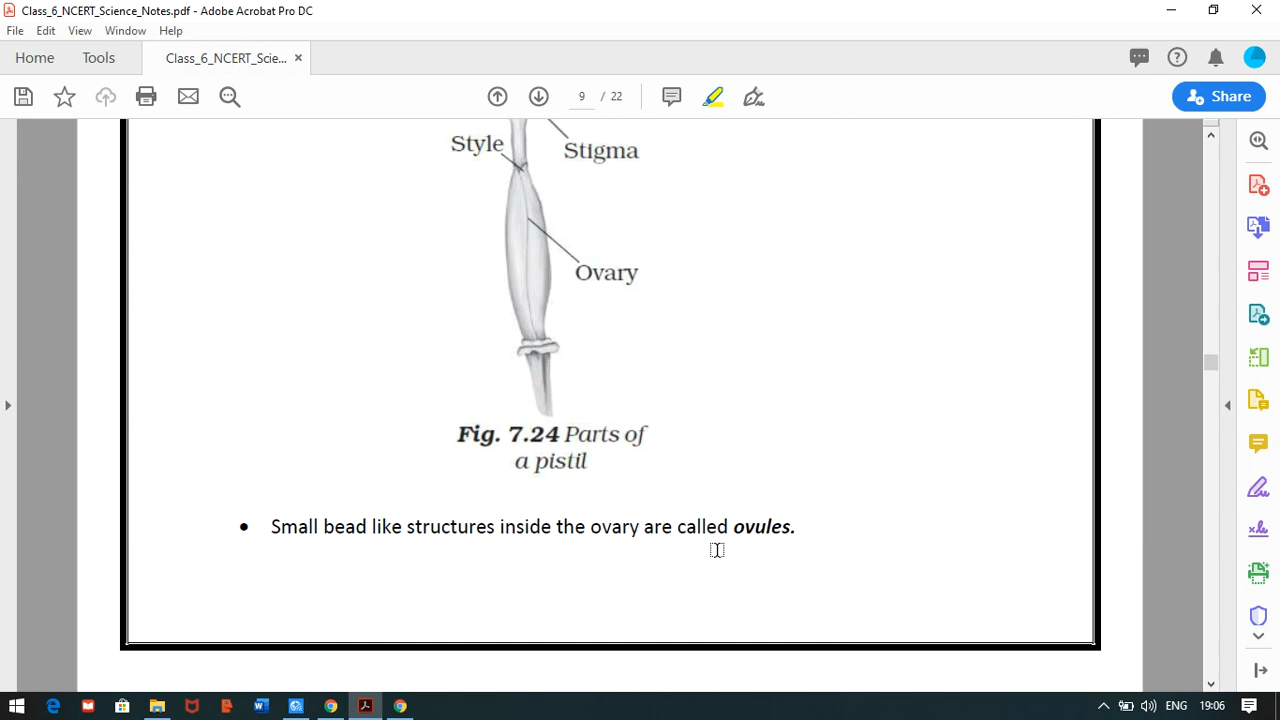 Class_6_NCERT_Science_Notes.pdf - Adobe Acrobat Pro DC
File Edit View Window Help
Home Tools Class_6_NCERT_Scie... ×
9 / 22
Share
Style
Stigma
Ovary
Fig. 7.24 Parts of
a pistil
• Small bead like structures inside the ovary are called ovules.
ENG 19:06